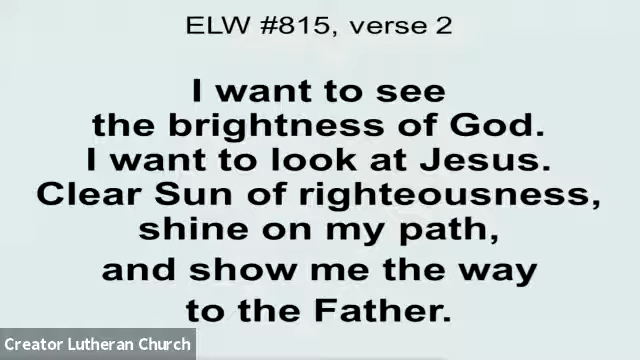 ELW #815, verse 2
I want to see
the brightness of God.
I want to look at Jesus.
Clear Sun of righteousness,
shine on my path,
and show me the way
to the Father.
Creator Lutheran Church